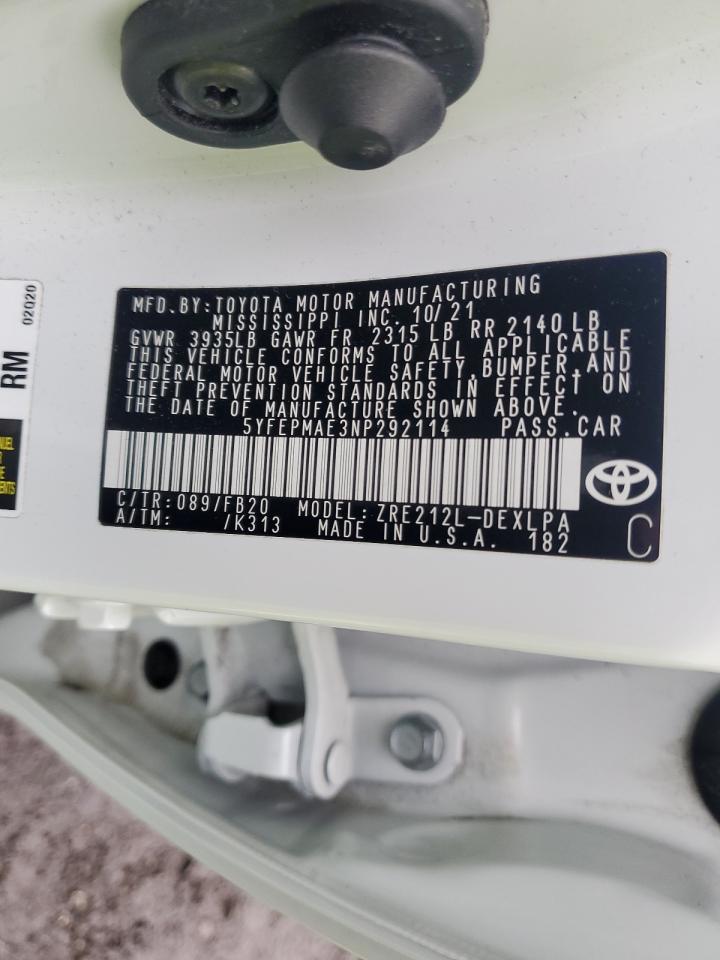 MFD.BY:TOYOTA MOTOR MANUFACTURING
MISSISSIPPI INC. 10/21
GVWR 3935LB GAWR FR 2315 LB RR 2140 LB
THIS VEHICLE CONFORMS TO ALL APPLICABLE
FEDERAL MOTOR VEHICLE SAFETY,BUMPER,AND
THEFT PREVENTION STANDARDS IN EFFECT ON
THE DATE OF MANUFACTURE SHOWN ABOVE.
5YFEPMAE3NP292114 PASS.CAR
C/TR:089/FB20 MODEL:ZRE212L-DEXLPA
A/TM: /K313 MADE IN U.S.A. 182
C
RM
02020